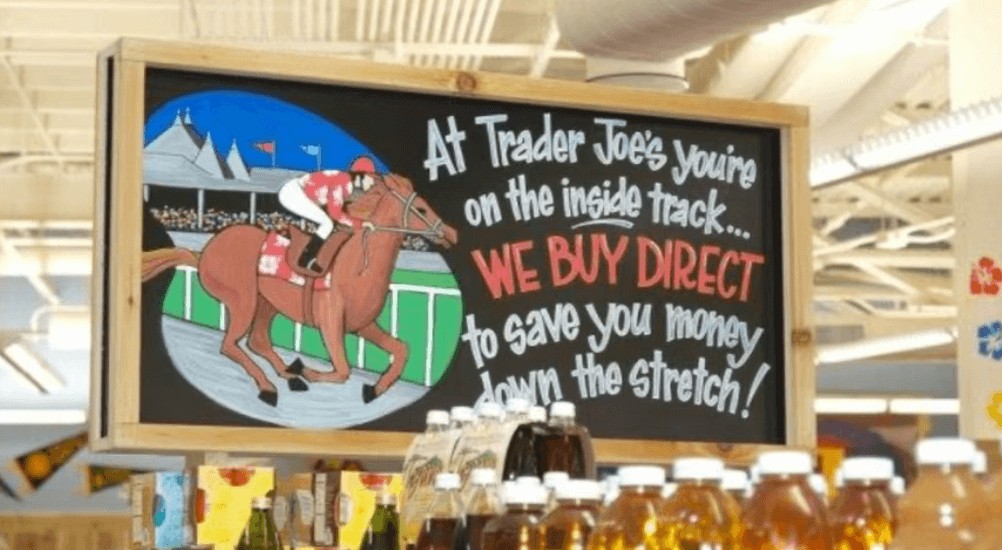 At Trader Joe's you're
on the inside track...
WE BUY DIRECT
to save you money
down the stretch!